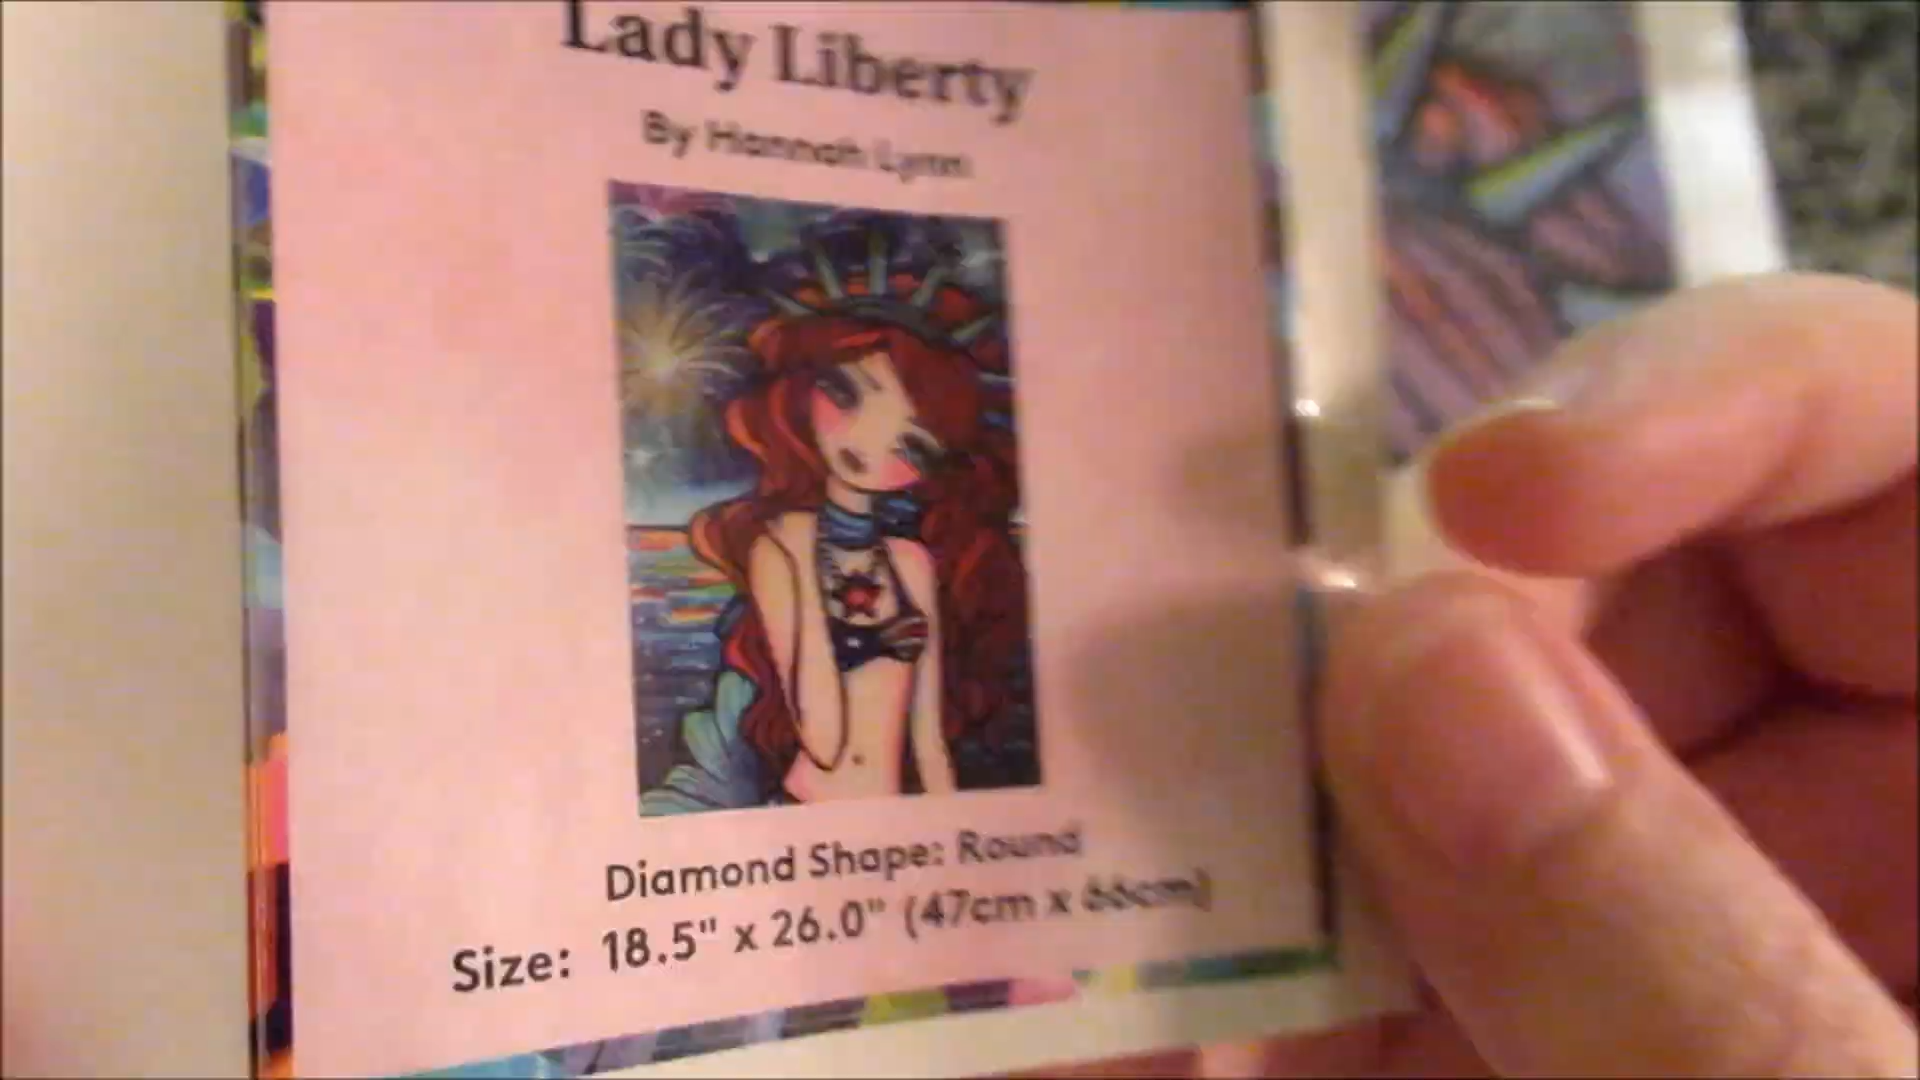 Lady Liberty
By Hannah Lynn
Diamond Shape: Round
Size: 18.5" x 26.0" (47cm x 66cm)